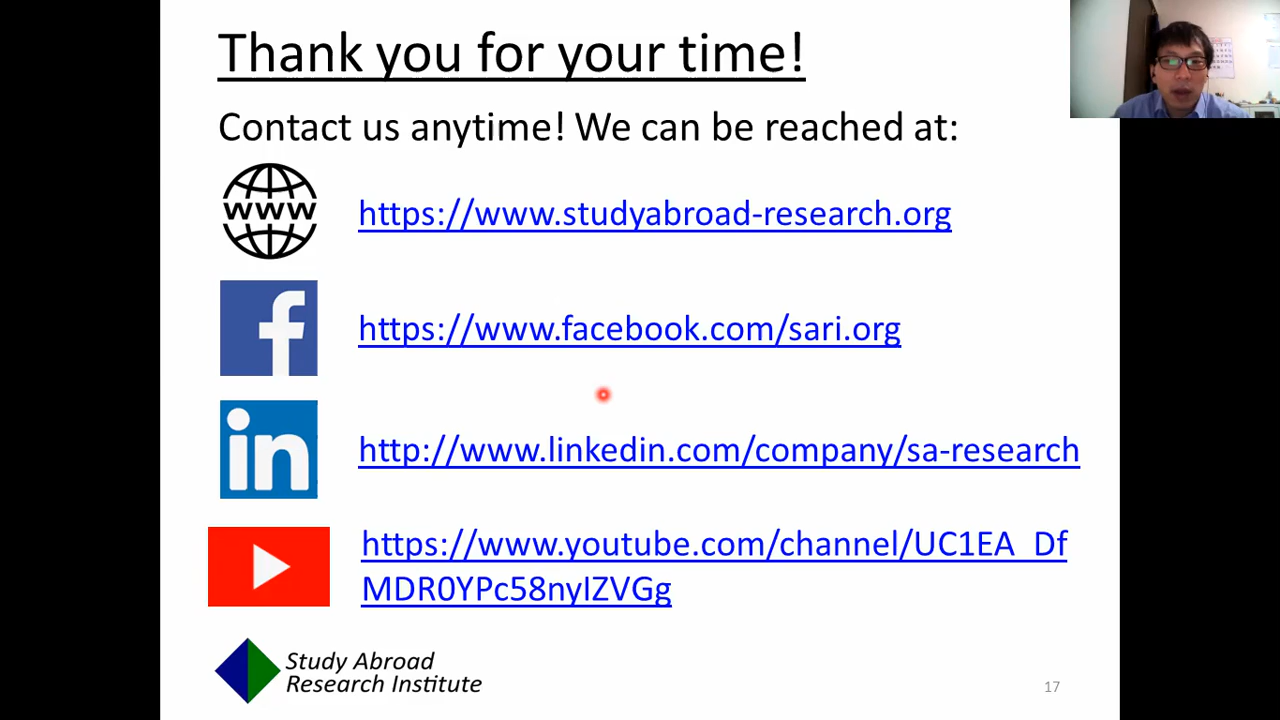 Thank you for your time!
Contact us anytime! We can be reached at:
WWW
https://www.studyabroad-research.org
f
https://www.facebook.com/sari.org
in
http://www.linkedin.com/company/sa-research
https://www.youtube.com/channel/UC1EA_Df
MDR0YPc58nyIZVGg
Study Abroad
Research Institute
17